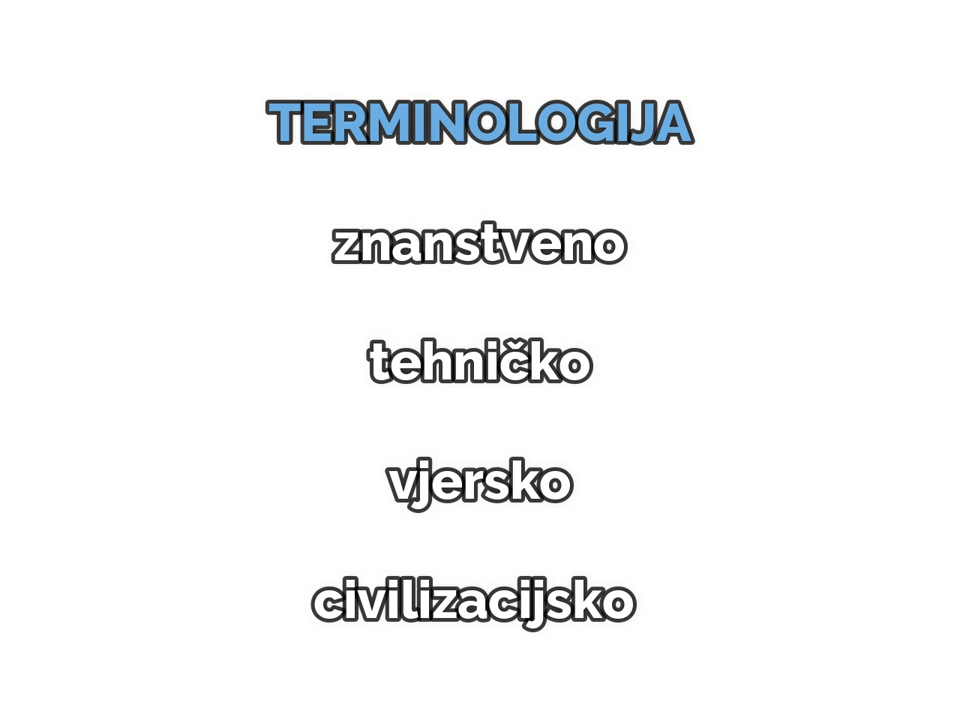 TERMINOLOGIJA
znanstveno
tehničko
vjersko
civilizacijsko